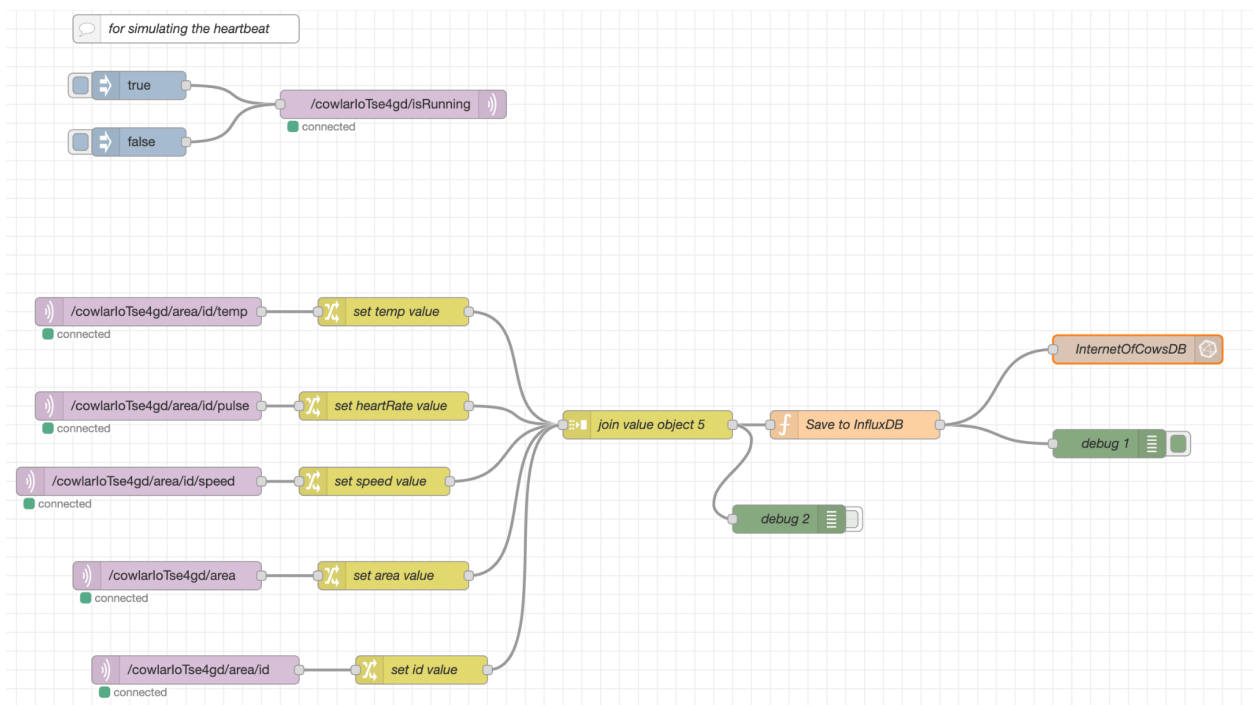 for simulating the heartbeat
true
/cowlarIoTse4gd/isRunning
connected
false
/cowlarIoTse4gd/area/id/temp
connected
set temp value
/cowlarIoTse4gd/area/id/pulse
connected
set heartRate value
/cowlarIoTse4gd/area/id/speed
connected
set speed value
/cowlarIoTse4gd/area
connected
set area value
/cowlarIoTse4gd/area/id
connected
set id value
join value object 5
Save to InfluxDB
debug 2
InternetOfCowsDB
debug 1